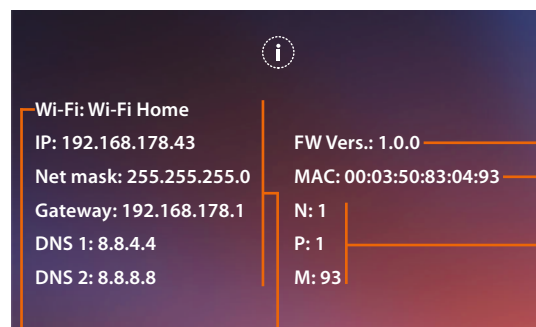 i
Wi-Fi: Wi-Fi Home
IP: 192.168.178.43
Net mask: 255.255.255.0
Gateway: 192.168.178.1
DNS 1: 8.8.4.4
DNS 2: 8.8.8.8
FW Vers.: 1.0.0
MAC: 00:03:50:83:04:93
N: 1
P: 1
M: 93